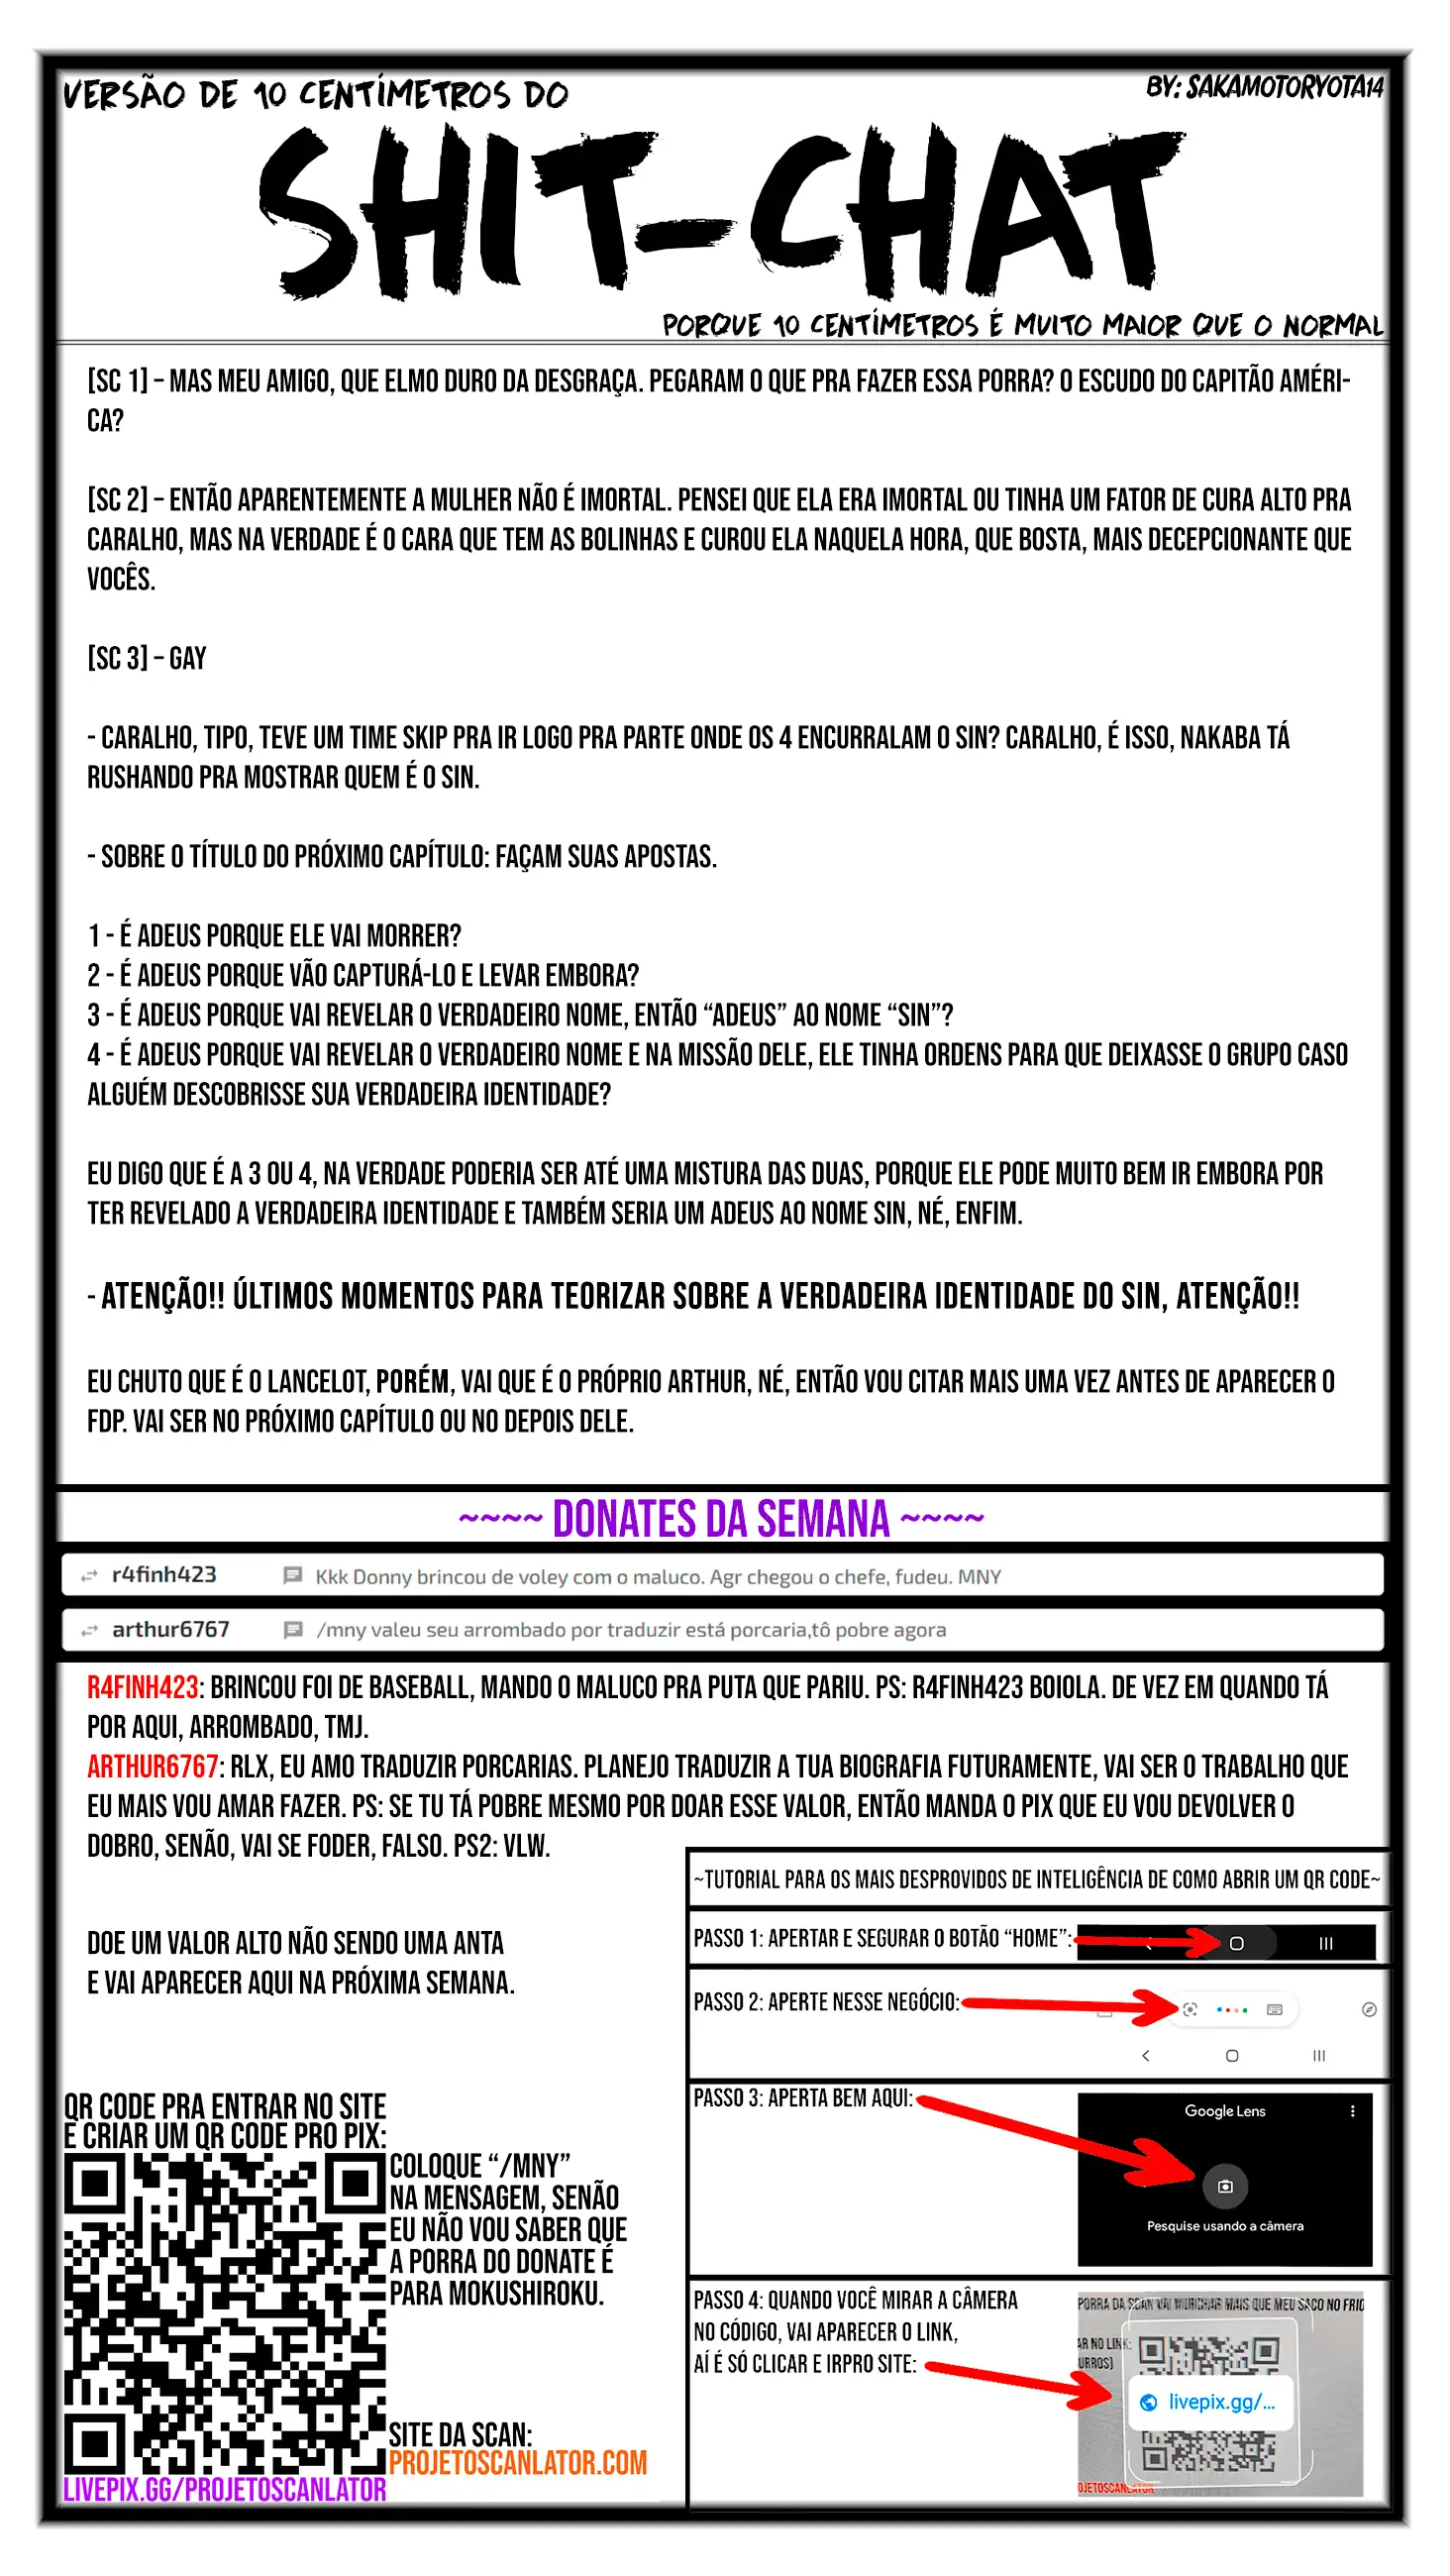 VERSÃO DE 10 CENTÍMETROS DO
BY: SAKAMOTORYOTA14
SHIT-CHAT
PORQUE 10 CENTÍMETROS É MUITO MAIOR QUE O NORMAL
[SC 1] – MAS MEU AMIGO, QUE ELMO DURO DA DESGRAÇA. PEGARAM O QUE PRA FAZER ESSA PORRA? O ESCUDO DO CAPITÃO AMÉRI-
CA?
[SC 2] – ENTÃO APARENTEMENTE A MULHER NÃO É IMORTAL. PENSEI QUE ELA ERA IMORTAL OU TINHA UM FATOR DE CURA ALTO PRA
CARALHO, MAS NA VERDADE É O CARA QUE TEM AS BOLINHAS E CUROU ELA NAQUELA HORA, QUE BOSTA, MAIS DECEPCIONANTE QUE
VOCÊS.
[SC 3] – GAY
- CARALHO, TIPO, TEVE UM TIME SKIP PRA IR LOGO PRA PARTE ONDE OS 4 ENCURRALAM O SIN? CARALHO, É ISSO, NAKABA TÁ
RUSHANDO PRA MOSTRAR QUEM É O SIN.
- SOBRE O TÍTULO DO PRÓXIMO CAPÍTULO: FAÇAM SUAS APOSTAS.
1 - É ADEUS PORQUE ELE VAI MORRER?
2 - É ADEUS PORQUE VÃO CAPTURÁ-LO E LEVAR EMBORA?
3 - É ADEUS PORQUE VAI REVELAR O VERDADEIRO NOME, ENTÃO “ADEUS” AO NOME “SIN”?
4 - É ADEUS PORQUE VAI REVELAR O VERDADEIRO NOME E NA MISSÃO DELE, ELE TINHA ORDENS PARA QUE DEIXASSE O GRUPO CASO
ALGUÉM DESCOBRISSE SUA VERDADEIRA IDENTIDADE?
EU DIGO QUE É A 3 OU 4, NA VERDADE PODERIA SER ATÉ UMA MISTURA DAS DUAS, PORQUE ELE PODE MUITO BEM IR EMBORA POR
TER REVELADO A VERDADEIRA IDENTIDADE E TAMBÉM SERIA UM ADEUS AO NOME SIN, NÉ, ENFIM.
- ATENÇÃO!! ÚLTIMOS MOMENTOS PARA TEORIZAR SOBRE A VERDADEIRA IDENTIDADE DO SIN, ATENÇÃO!!
EU CHUTO QUE É O LANCELOT, PORÉM, VAI QUE É O PRÓPRIO ARTHUR, NÉ, ENTÃO VOU CITAR MAIS UMA VEZ ANTES DE APARECER O
FDP. VAI SER NO PRÓXIMO CAPÍTULO OU NO DEPOIS DELE.
~~~~ DONATES DA SEMANA ~~~~
r4finh423 Kkk Donny brincou de voley com o maluco. Agr chegou o chefe, fudeu. MNY
arthur6767 /mny valeu seu arrombado por traduzir está porcaria,tô pobre agora
R4FINH423: BRINCOU FOI DE BASEBALL, MANDO O MALUCO PRA PUTA QUE PARIU. PS: R4FINH423 BOIOLA. DE VEZ EM QUANDO TÁ
POR AQUI, ARROMBADO, TMJ.
ARTHUR6767: RLX, EU AMO TRADUZIR PORCARIAS. PLANEJO TRADUZIR A TUA BIOGRAFIA FUTURAMENTE, VAI SER O TRABALHO QUE
EU MAIS VOU AMAR FAZER. PS: SE TU TÁ POBRE MESMO POR DOAR ESSE VALOR, ENTÃO MANDA O PIX QUE EU VOU DEVOLVER O
DOBRO, SENÃO, VAI SE FODER, FALSO. PS2: VLW.
DOE UM VALOR ALTO NÃO SENDO UMA ANTA
E VAI APARECER AQUI NA PRÓXIMA SEMANA.
QR CODE PRA ENTRAR NO SITE
E CRIAR UM QR CODE PRO PIX:
COLOQUE “/MNY”
NA MENSAGEM, SENÃO
EU NÃO VOU SABER QUE
A PORRA DO DONATE É
PARA MOKUSHIROKU.
SITE DA SCAN:
PROJETOSCANLATOR.COM
LIVEPIX.GG/PROJETOSCANLATOR
~TUTORIAL PARA OS MAIS DESPROVIDOS DE INTELIGÊNCIA DE COMO ABRIR UM QR CODE~
PASSO 1: APERTAR E SEGURAR O BOTÃO “HOME”:
PASSO 2: APERTE NESSE NEGÓCIO:
PASSO 3: APERTA BEM AQUI:
Google Lens
Pesquise usando a câmera
PASSO 4: QUANDO VOCÊ MIRAR A CÂMERA
NO CÓDIGO, VAI APARECER O LINK,
AÍ É SÓ CLICAR E IRPRO SITE:
PORRA DA SCAN VAI MURCHAR MAIS QUE MEU SACO NO FRIO
AR NO LINK:
URROS)
livepix.gg/...
OJETOSCANLATOR